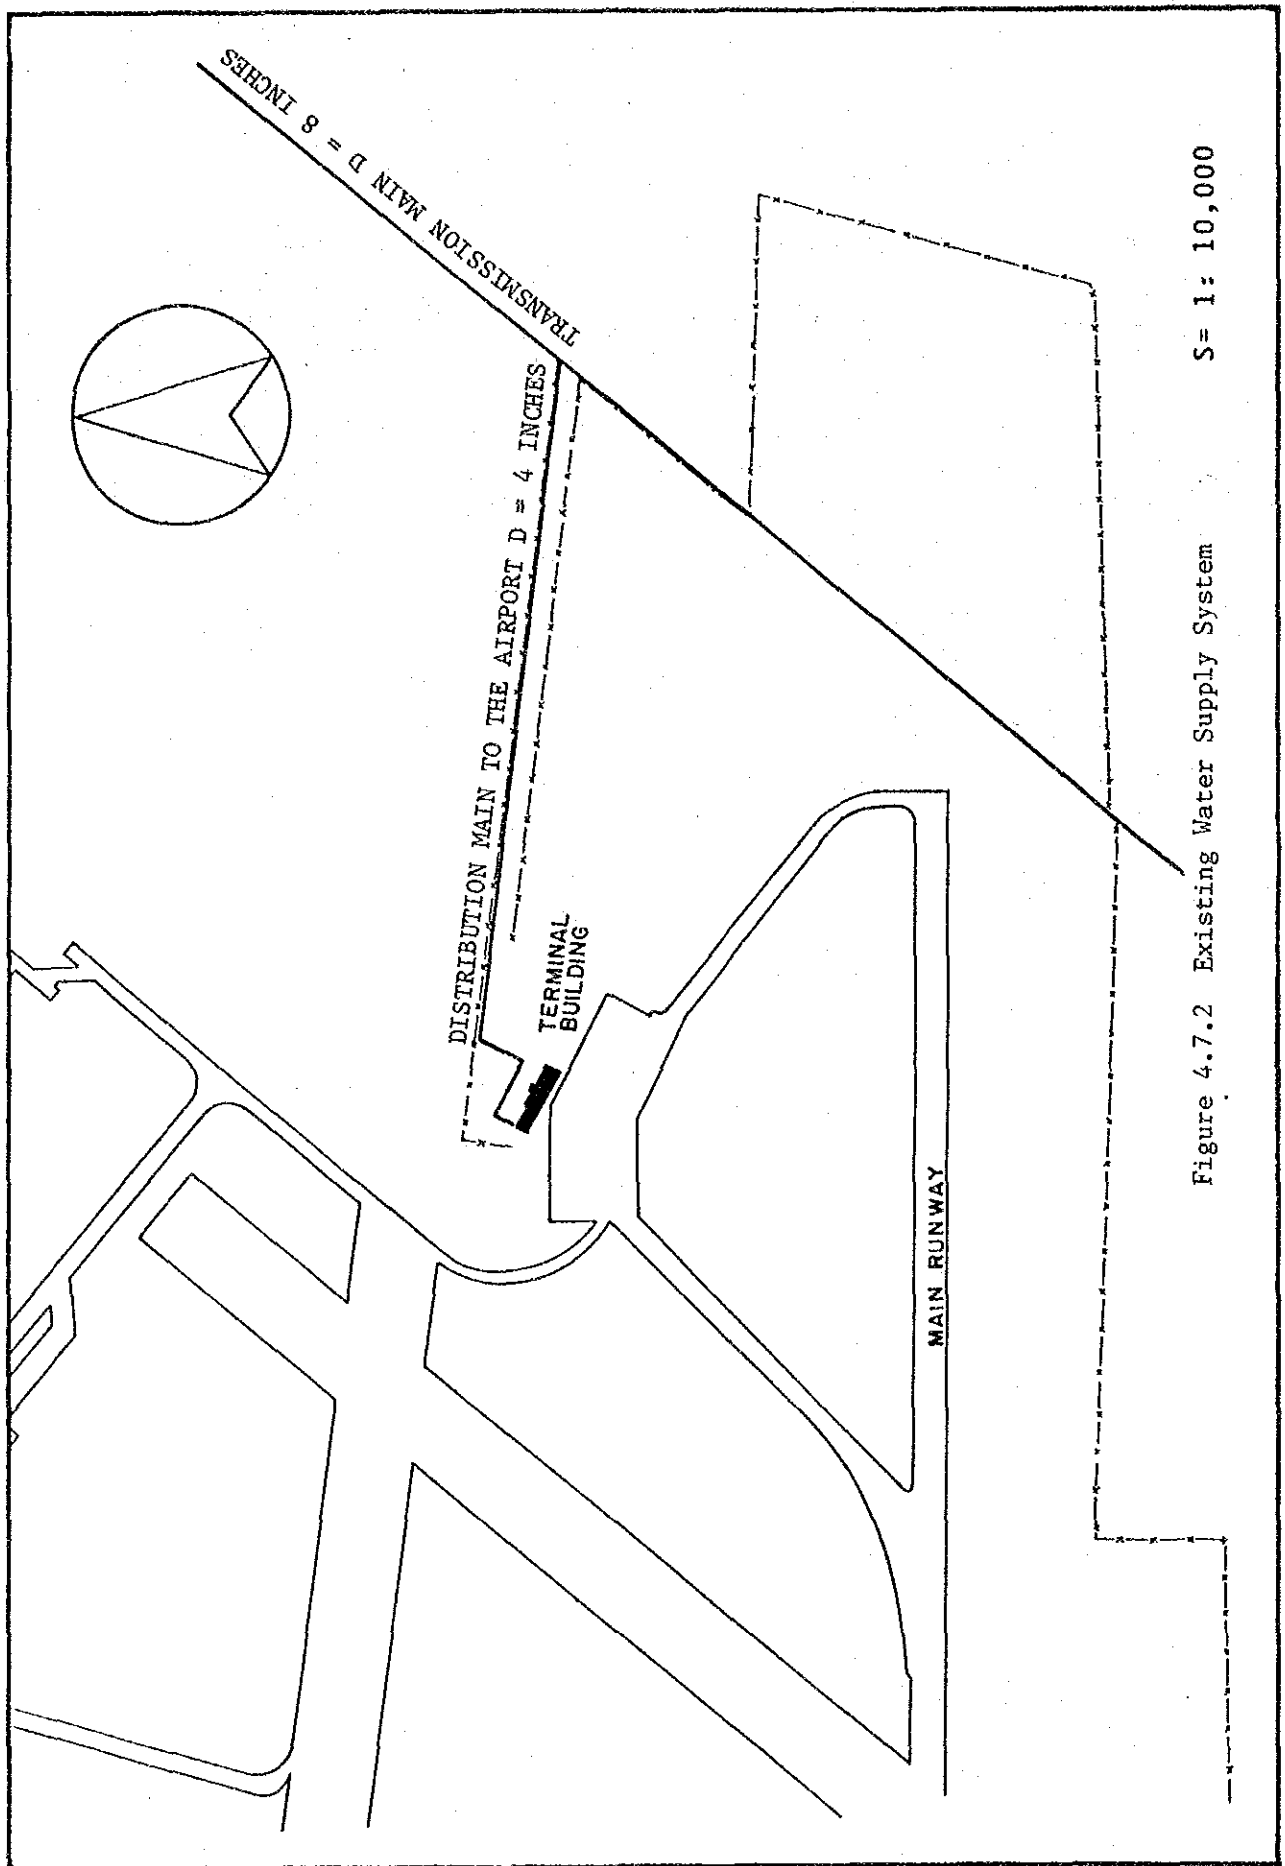 TRANSMISSION MAIN D = 8 INCHES
DISTRIBUTION MAIN TO THE AIRPORT D = 4 INCHES
TERMINAL
BUILDING
MAIN RUNWAY
Figure 4.7.2 Existing Water Supply System
S= 1: 10,000